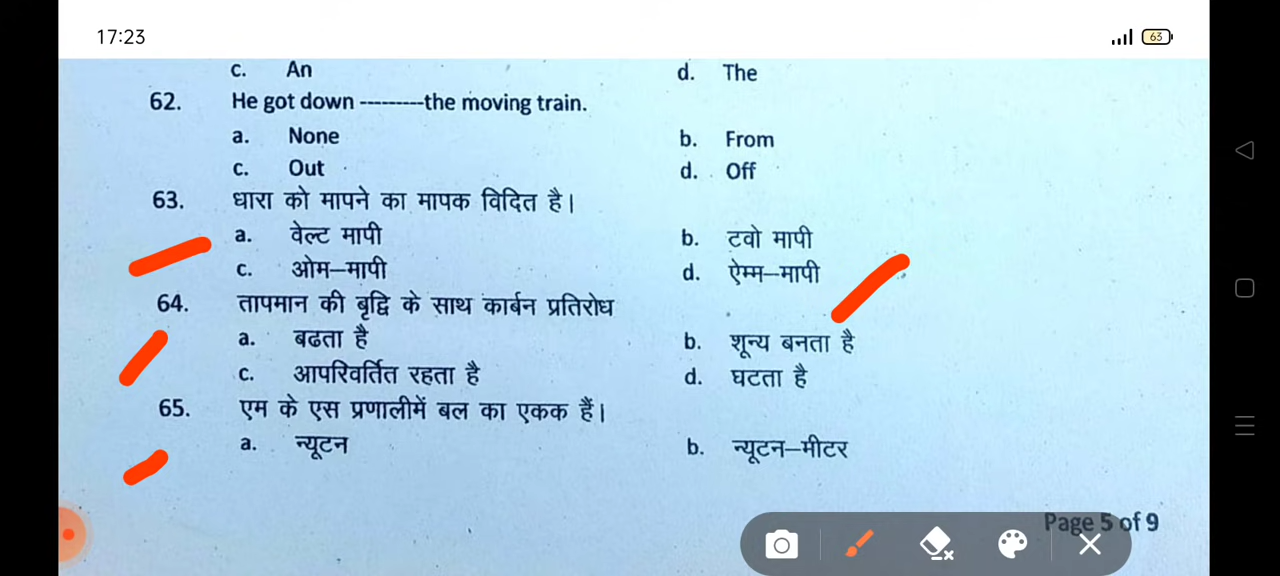 17:23
63
c. An d. The
62. He got down ---------the moving train.
a. None b. From
c. Out d. Off
63. धारा को मापने का मापक विदित है।
a. वेल्ट मापी b. टवो मापी
c. ओम–मापी d. ऐम्म–मापी
64. तापमान की बृद्वि के साथ कार्बन प्रतिरोध
a. बढता है b. शून्य बनता है
c. आपरिवर्तित रहता है d. घटता है
65. एम के एस प्रणालीमें बल का एकक हैं।
a. न्यूटन b. न्यूटन–मीटर
Page 5 of 9